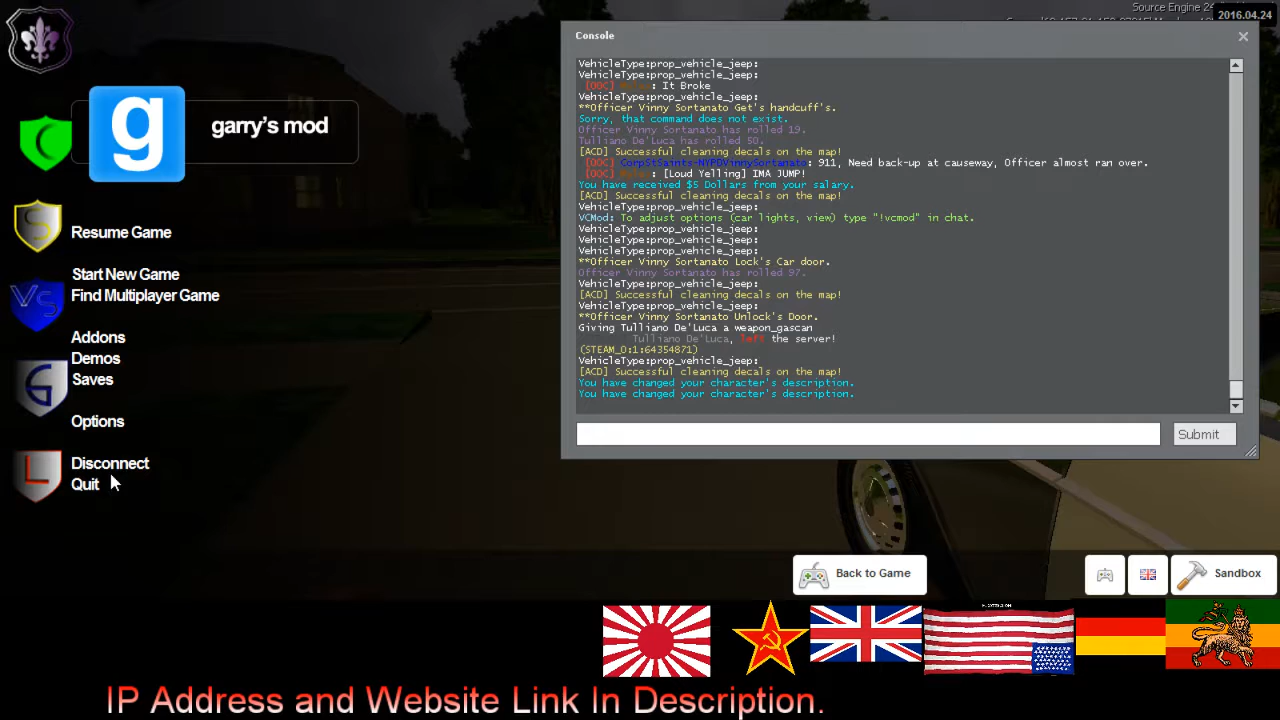 Source Engine 24
2016.04.24
Console
VehicleType:prop_vehicle_jeep:
VehicleType:prop_vehicle_jeep:
[OOC] : It Broke
VehicleType:prop_vehicle_jeep:
**Officer Vinny Sortanato Get's handcuff's.
Sorry, that command does not exist.
Officer Vinny Sortanato has rolled 19.
Tulliano De'Luca has rolled 50.
[ACD] Successful cleaning decals on the map!
[OOC] CorpStSaints-NYPDVinnySortanato: 911, Need back-up at causeway, Officer almost ran over.
[OOC] : [Loud Yelling] IMA JUMP!
You have received $5 Dollars from your salary.
[ACD] Successful cleaning decals on the map!
VehicleType:prop_vehicle_jeep:
VCMod: To adjust options (car lights, view) type "!vcmod" in chat.
VehicleType:prop_vehicle_jeep:
VehicleType:prop_vehicle_jeep:
VehicleType:prop_vehicle_jeep:
**Officer Vinny Sortanato Lock's Car door.
Officer Vinny Sortanato has rolled 97.
VehicleType:prop_vehicle_jeep:
[ACD] Successful cleaning decals on the map!
VehicleType:prop_vehicle_jeep:
**Officer Vinny Sortanato Unlock's Door.
Giving Tulliano De'Luca a weapon_gascan
Tulliano De'Luca, left the server!
(STEAM_0:1:64354871)
VehicleType:prop_vehicle_jeep:
[ACD] Successful cleaning decals on the map!
You have changed your character's description.
You have changed your character's description.
Submit
g
garry's mod
S
Resume Game
Start New Game
VS
Find Multiplayer Game
Addons
Demos
G
Saves
Options
L
Disconnect
Quit
Back to Game
Sandbox
IP Address and Website Link In Description.